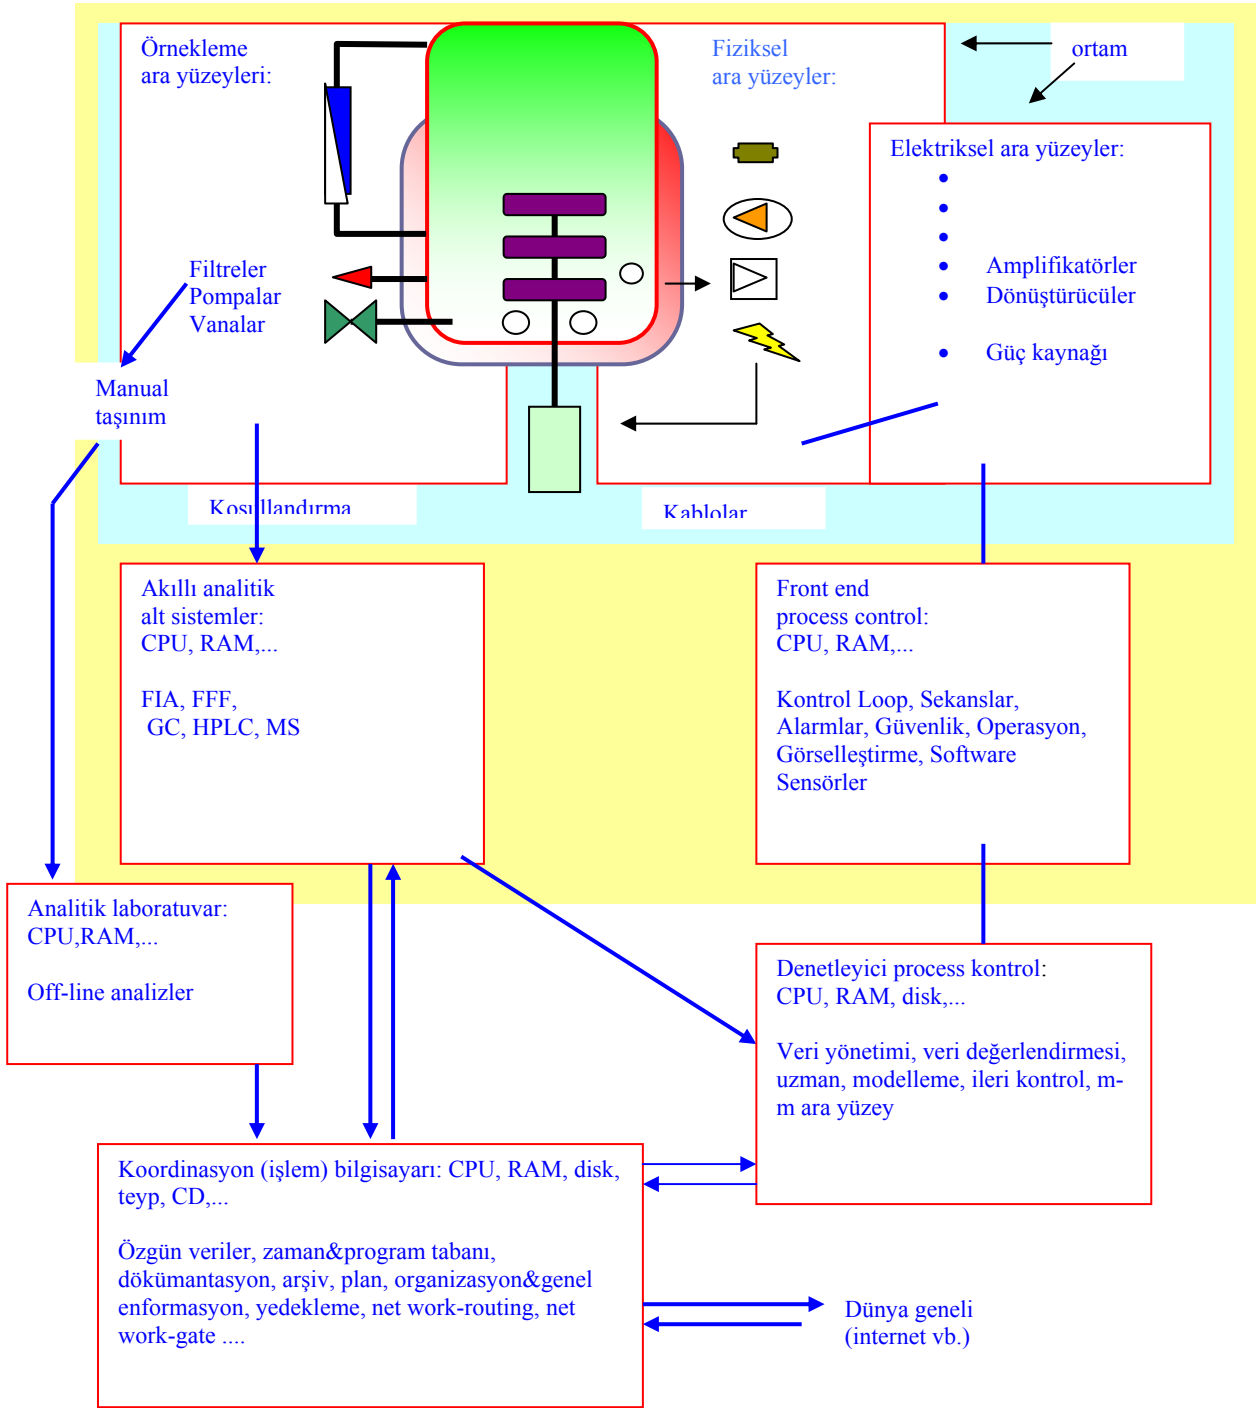 Örnekleme
ara yüzeyleri:
Fiziksel
ara yüzeyler:
ortam
Elektriksel ara yüzeyler:
•
•
•
• Amplifikatörler
• Dönüştürücüler
• Güç kaynağı
Filtreler
Pompalar
Vanalar
Manual
taşınım
Koşullandırma
Kablolar
Akıllı analitik
alt sistemler:
CPU, RAM,...
FIA, FFF,
GC, HPLC, MS
Front end
process control:
CPU, RAM,...
Kontrol Loop, Sekanslar,
Alarmlar, Güvenlik, Operasyon,
Görselleştirme, Software
Sensörler
Analitik laboratuvar:
CPU,RAM,...
Off-line analizler
Denetleyici process kontrol:
CPU, RAM, disk,...
Veri yönetimi, veri değerlendirmesi,
uzman, modelleme, ileri kontrol, m-
m ara yüzey
Koordinasyon (işlem) bilgisayarı: CPU, RAM, disk,
teyp, CD,...
Özgün veriler, zaman&program tabanı,
dökümantasyon, arşiv, plan, organizasyon&genel
enformasyon, yedekleme, net work-routing, net
work-gate ....
Dünya geneli
(internet vb.)